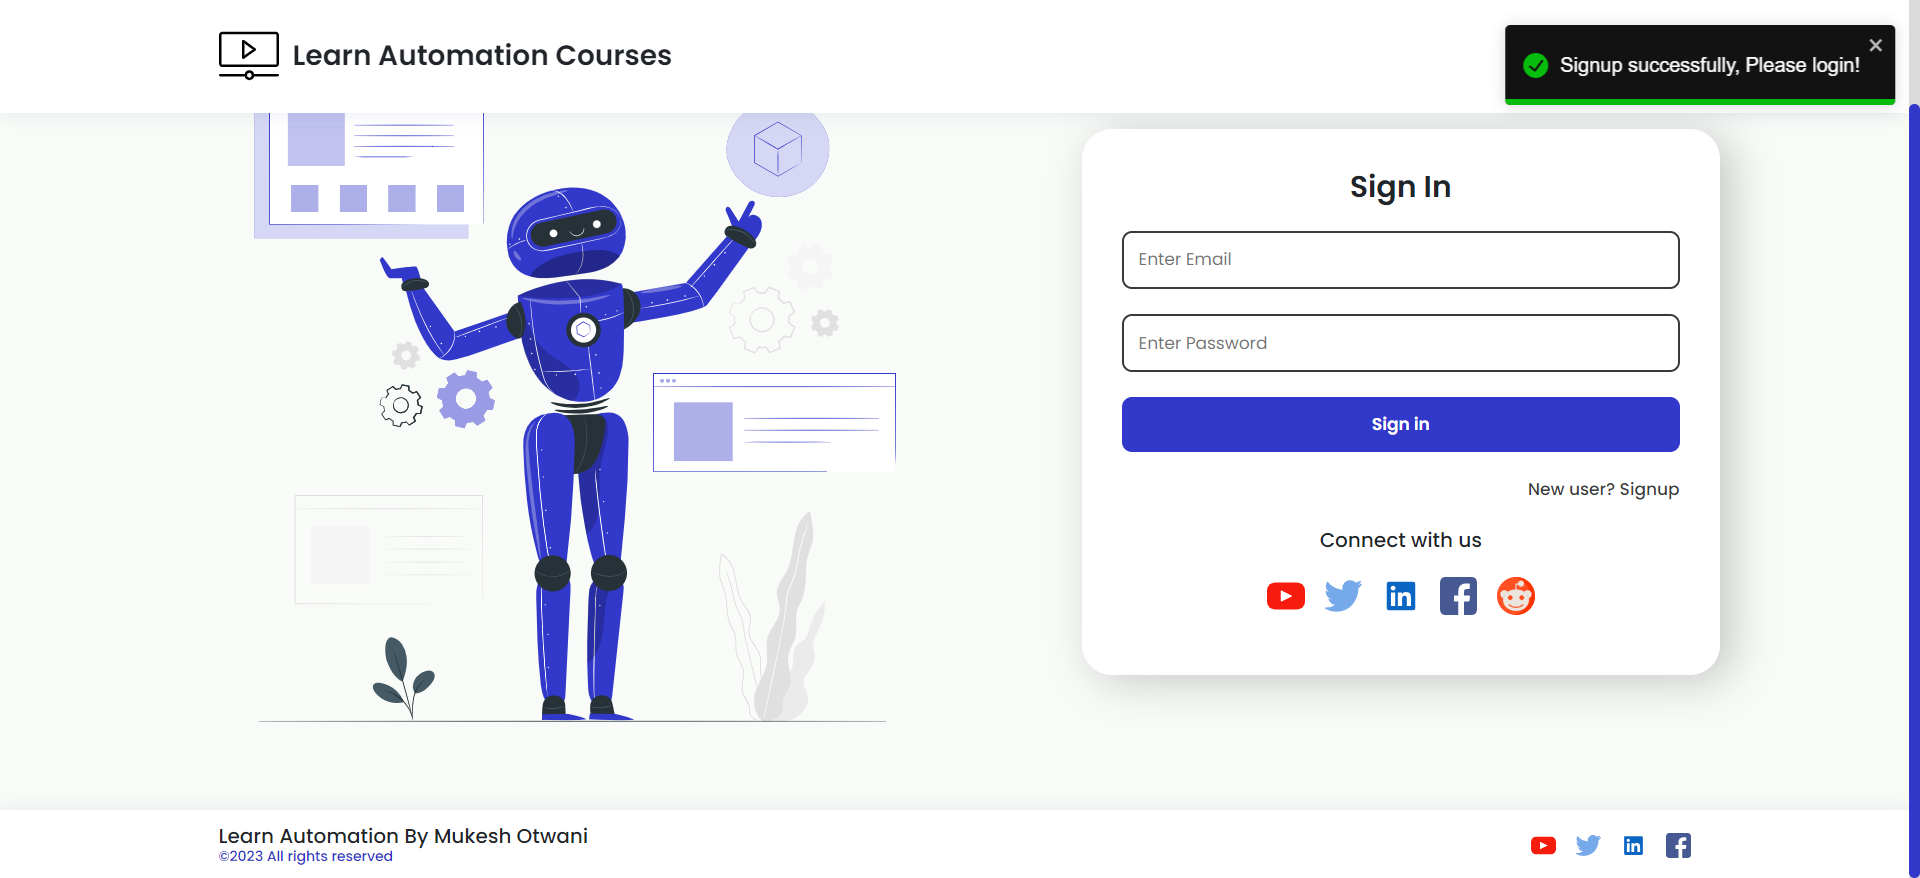 Learn Automation Courses
Signup successfully, Please login!
Sign In
Enter Email
Enter Password
Sign in
New user? Signup
Connect with us
Learn Automation By Mukesh Otwani
©2023 All rights reserved